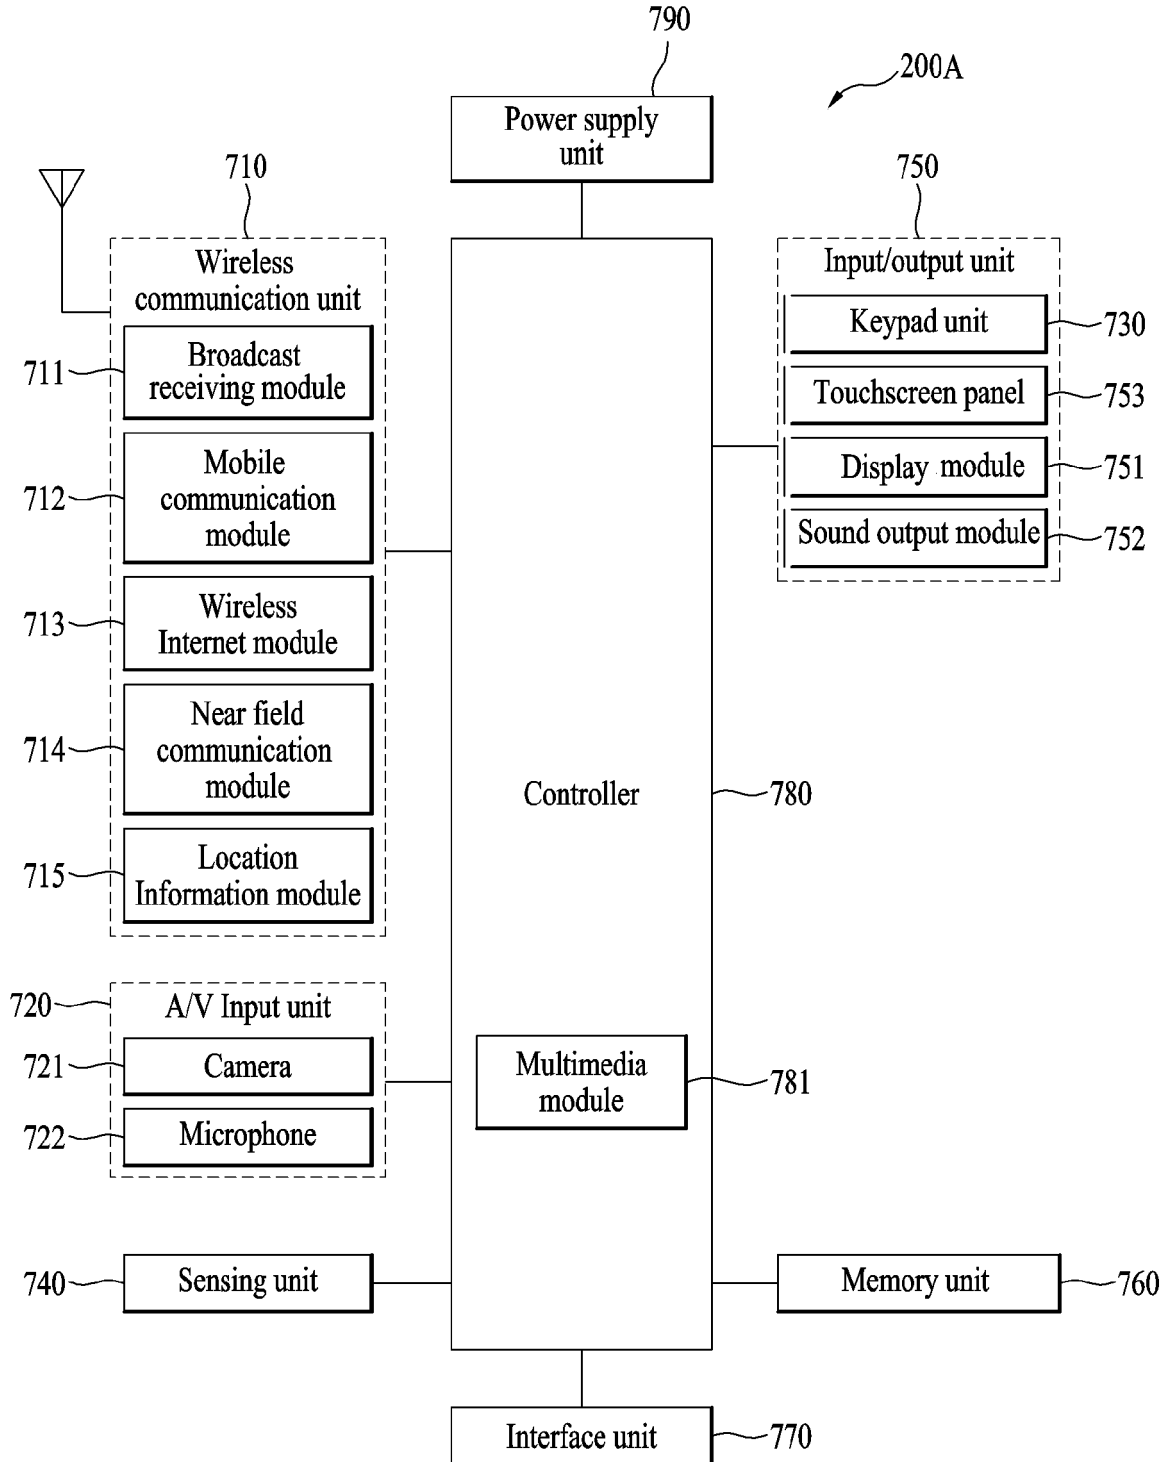 790
200A
Power supply
unit
710
750
Wireless
communication unit
Input/output unit
711
Broadcast
receiving module
Keypad unit
730
Touchscreen panel
753
712
Mobile
communication
module
Display module
751
Sound output module
752
713
Wireless
Internet module
714
Near field
communication
module
Controller
780
715
Location
Information module
720
A/V Input unit
721
Camera
Multimedia
module
781
722
Microphone
740
Sensing unit
Memory unit
760
Interface unit
770